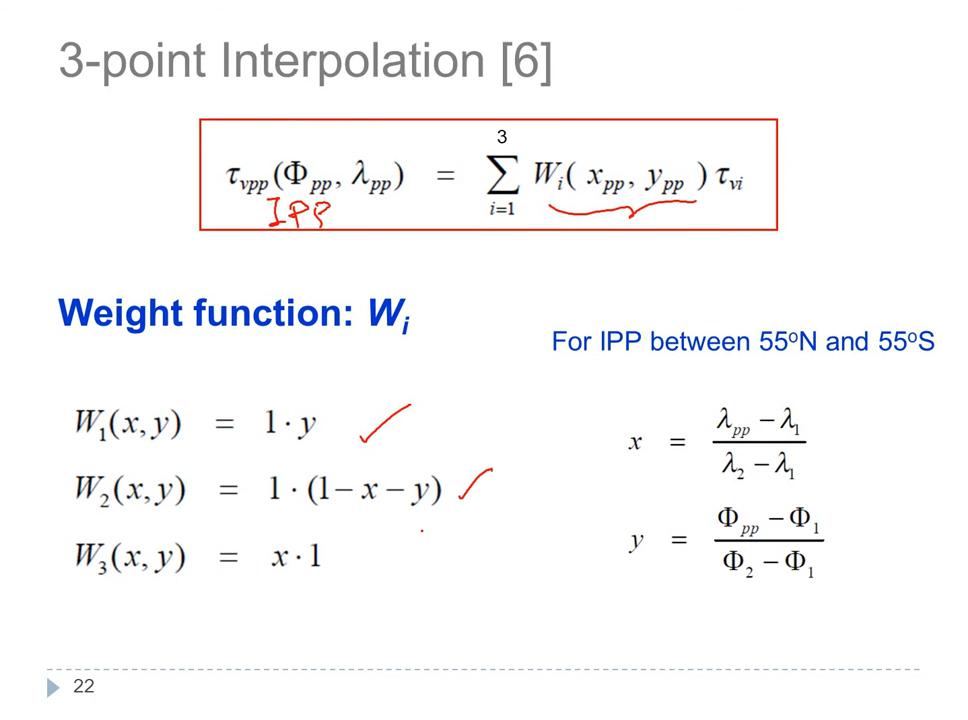 3-point Interpolation [6]
τ_vpp(Φ_pp, λ_pp) = ∑_{i=1}^{3} W_i( x_pp, y_pp ) τ_vi
IPP
Weight function: W_i
For IPP between 55°N and 55°S
W_1(x, y) = 1 · y
W_2(x, y) = 1 · (1 − x − y)
W_3(x, y) = x · 1
x = (λ_pp − λ_1) / (λ_2 − λ_1)
y = (Φ_pp − Φ_1) / (Φ_2 − Φ_1)
22